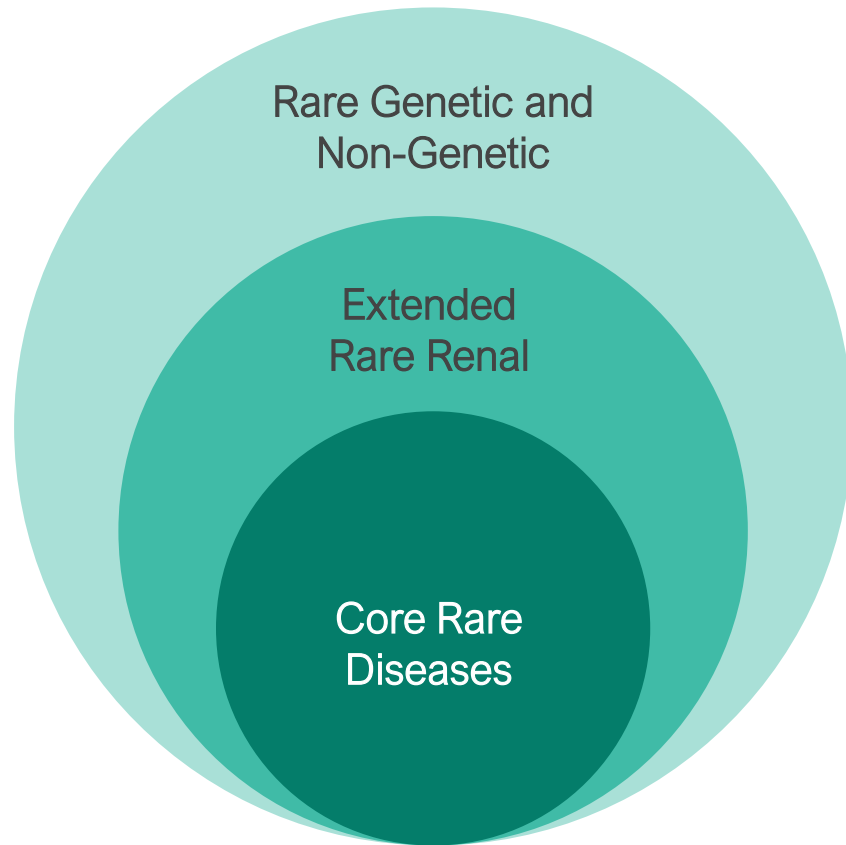 Rare Genetic and
Non-Genetic
Extended
Rare Renal
Core Rare
Diseases